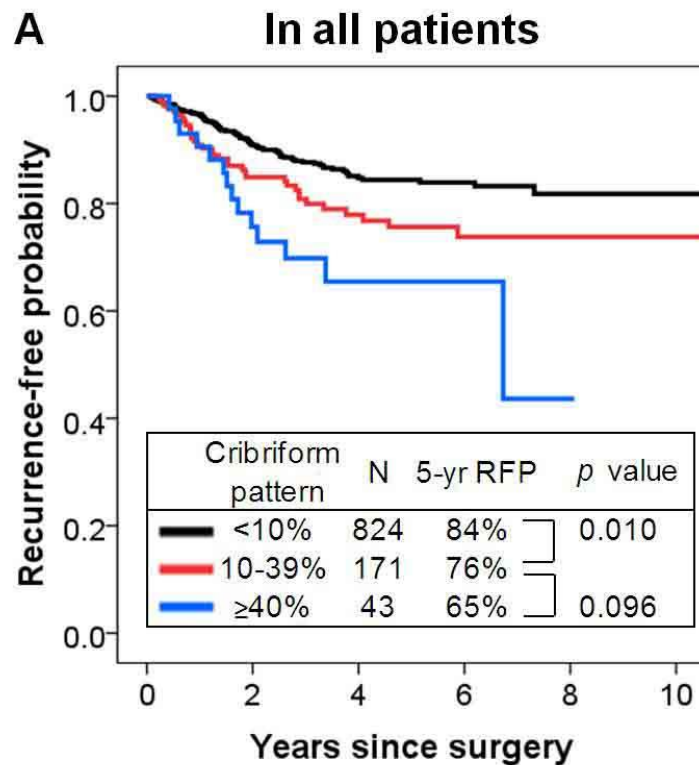 A In all patients
Recurrence-free probability
1.0
0.8
0.6
0.4
0.2
0.0
Cribriform pattern N 5-yr RFP p value
<10% 824 84% 0.010
10-39% 171 76%
≥40% 43 65% 0.096
0 2 4 6 8 10
Years since surgery